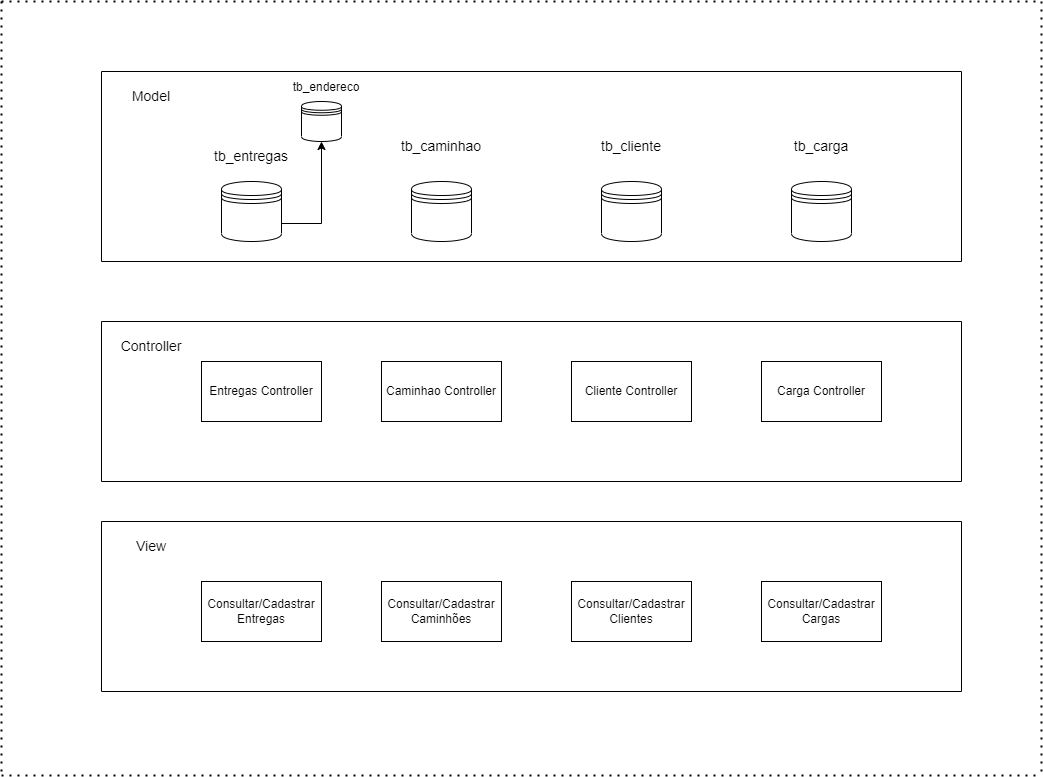 Model
tb_endereco
tb_entregas
tb_caminhao
tb_cliente
tb_carga
Controller
Entregas Controller
Caminhao Controller
Cliente Controller
Carga Controller
View
Consultar/Cadastrar
Entregas
Consultar/Cadastrar
Caminhões
Consultar/Cadastrar
Clientes
Consultar/Cadastrar
Cargas